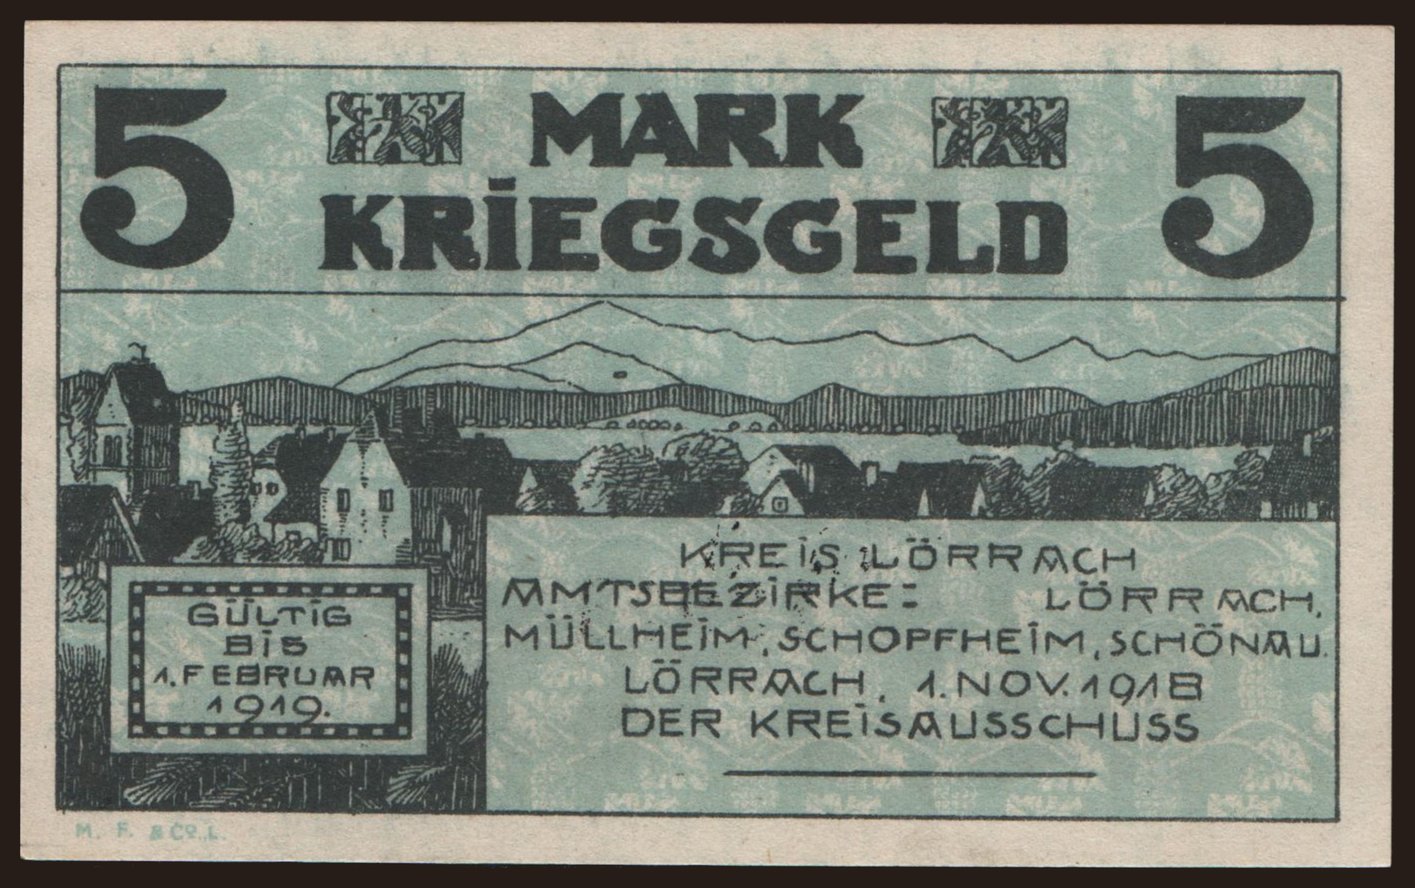 5 MARK 5
KRIEGSGELD
KREIS LÖRRACH
AMTSBEZIRKE: LÖRRACH,
MÜLLHEIM, SCHOPFHEIM, SCHÖNAU.
LÖRRACH, 1. NOV. 1918
DER KREISAUSSCHUSS
GÜLTIG
BIS
1. FEBRUAR
1919.
M. F. & Co. L.